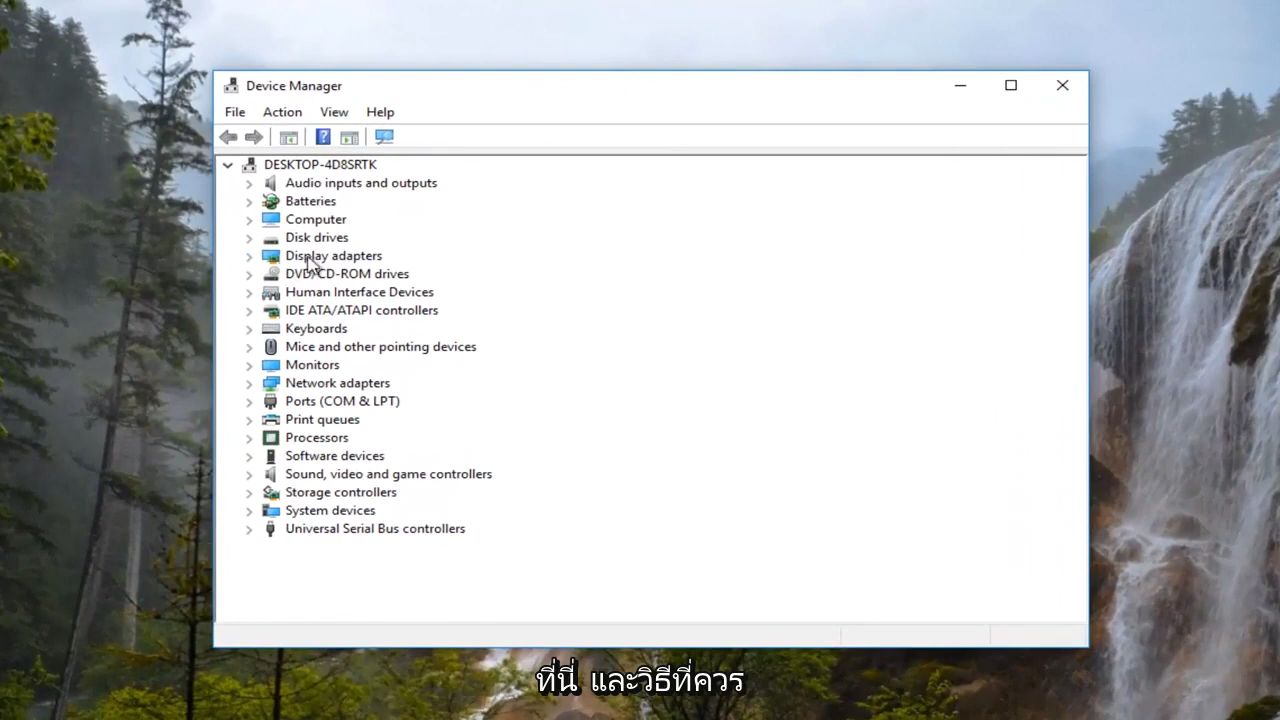 Device Manager
File Action View Help
DESKTOP-4D8SRTK
Audio inputs and outputs
Batteries
Computer
Disk drives
Display adapters
DVD/CD-ROM drives
Human Interface Devices
IDE ATA/ATAPI controllers
Keyboards
Mice and other pointing devices
Monitors
Network adapters
Ports (COM & LPT)
Print queues
Processors
Software devices
Sound, video and game controllers
Storage controllers
System devices
Universal Serial Bus controllers
ที่นี่ และวิธีที่ควร